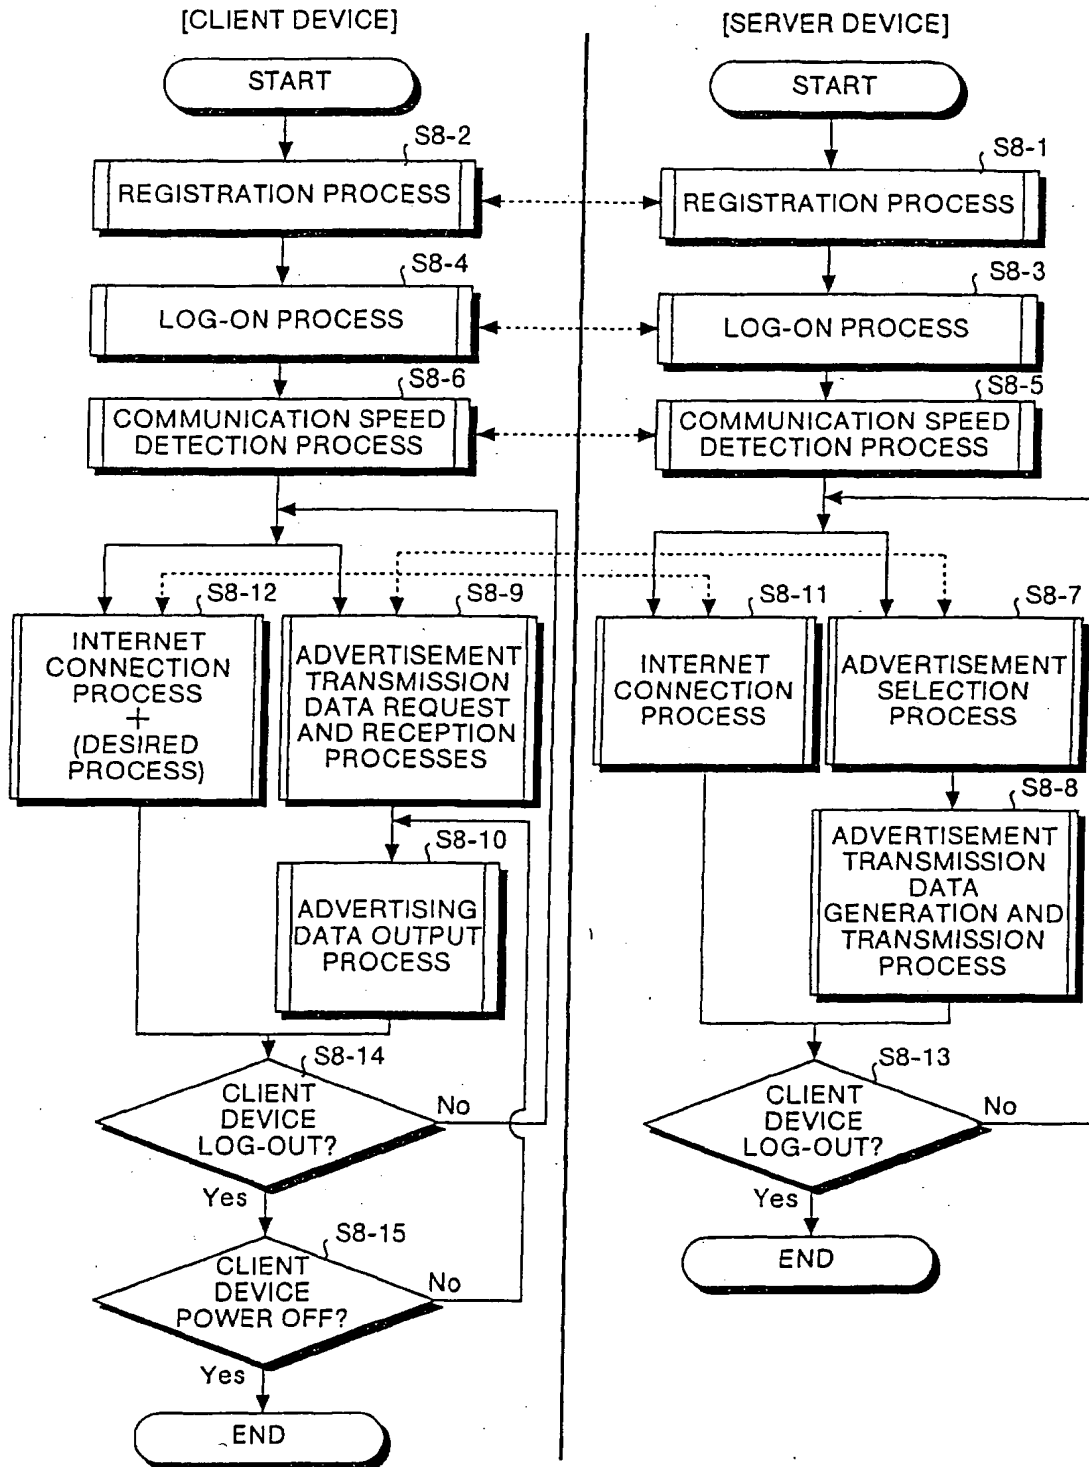 [CLIENT DEVICE]
START
S8-2
REGISTRATION PROCESS
S8-4
LOG-ON PROCESS
S8-6
COMMUNICATION SPEED
DETECTION PROCESS
S8-12
INTERNET
CONNECTION
PROCESS
+
(DESIRED
PROCESS)
S8-9
ADVERTISEMENT
TRANSMISSION
DATA REQUEST
AND RECEPTION
PROCESSES
S8-10
ADVERTISING
DATA OUTPUT
PROCESS
S8-14
CLIENT
DEVICE
LOG-OUT?
No
Yes
S8-15
CLIENT
DEVICE
POWER OFF?
No
Yes
END
[SERVER DEVICE]
START
S8-1
REGISTRATION PROCESS
S8-3
LOG-ON PROCESS
S8-5
COMMUNICATION SPEED
DETECTION PROCESS
S8-11
INTERNET
CONNECTION
PROCESS
S8-7
ADVERTISEMENT
SELECTION
PROCESS
S8-8
ADVERTISEMENT
TRANSMISSION
DATA
GENERATION AND
TRANSMISSION
PROCESS
S8-13
CLIENT
DEVICE
LOG-OUT?
No
Yes
END